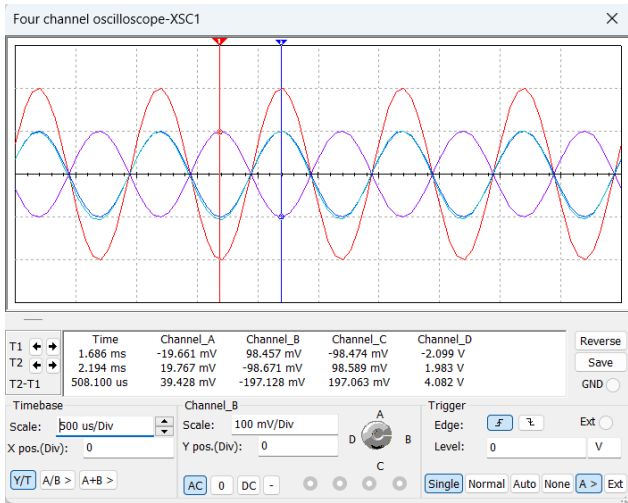 Four channel oscilloscope-XSC1
1 1
T1 T2 T2-T1
Time Channel_A Channel_B Channel_C Channel_D
1.686 ms -19.661 mV 98.457 mV -98.474 mV -2.099 V
2.194 ms 19.767 mV -98.671 mV 98.589 mV 1.983 V
508.100 us 39.428 mV -197.128 mV 197.063 mV 4.082 V
Reverse
Save
GND
Timebase
Scale: 500 us/Div
X pos.(Div): 0
Y/T A/B > A+B >
Channel_B
Scale: 100 mV/Div
Y pos.(Div): 0
AC 0 DC -
A
D B
C
Trigger
Edge: Ext
Level: 0 V
Single Normal Auto None A > Ext